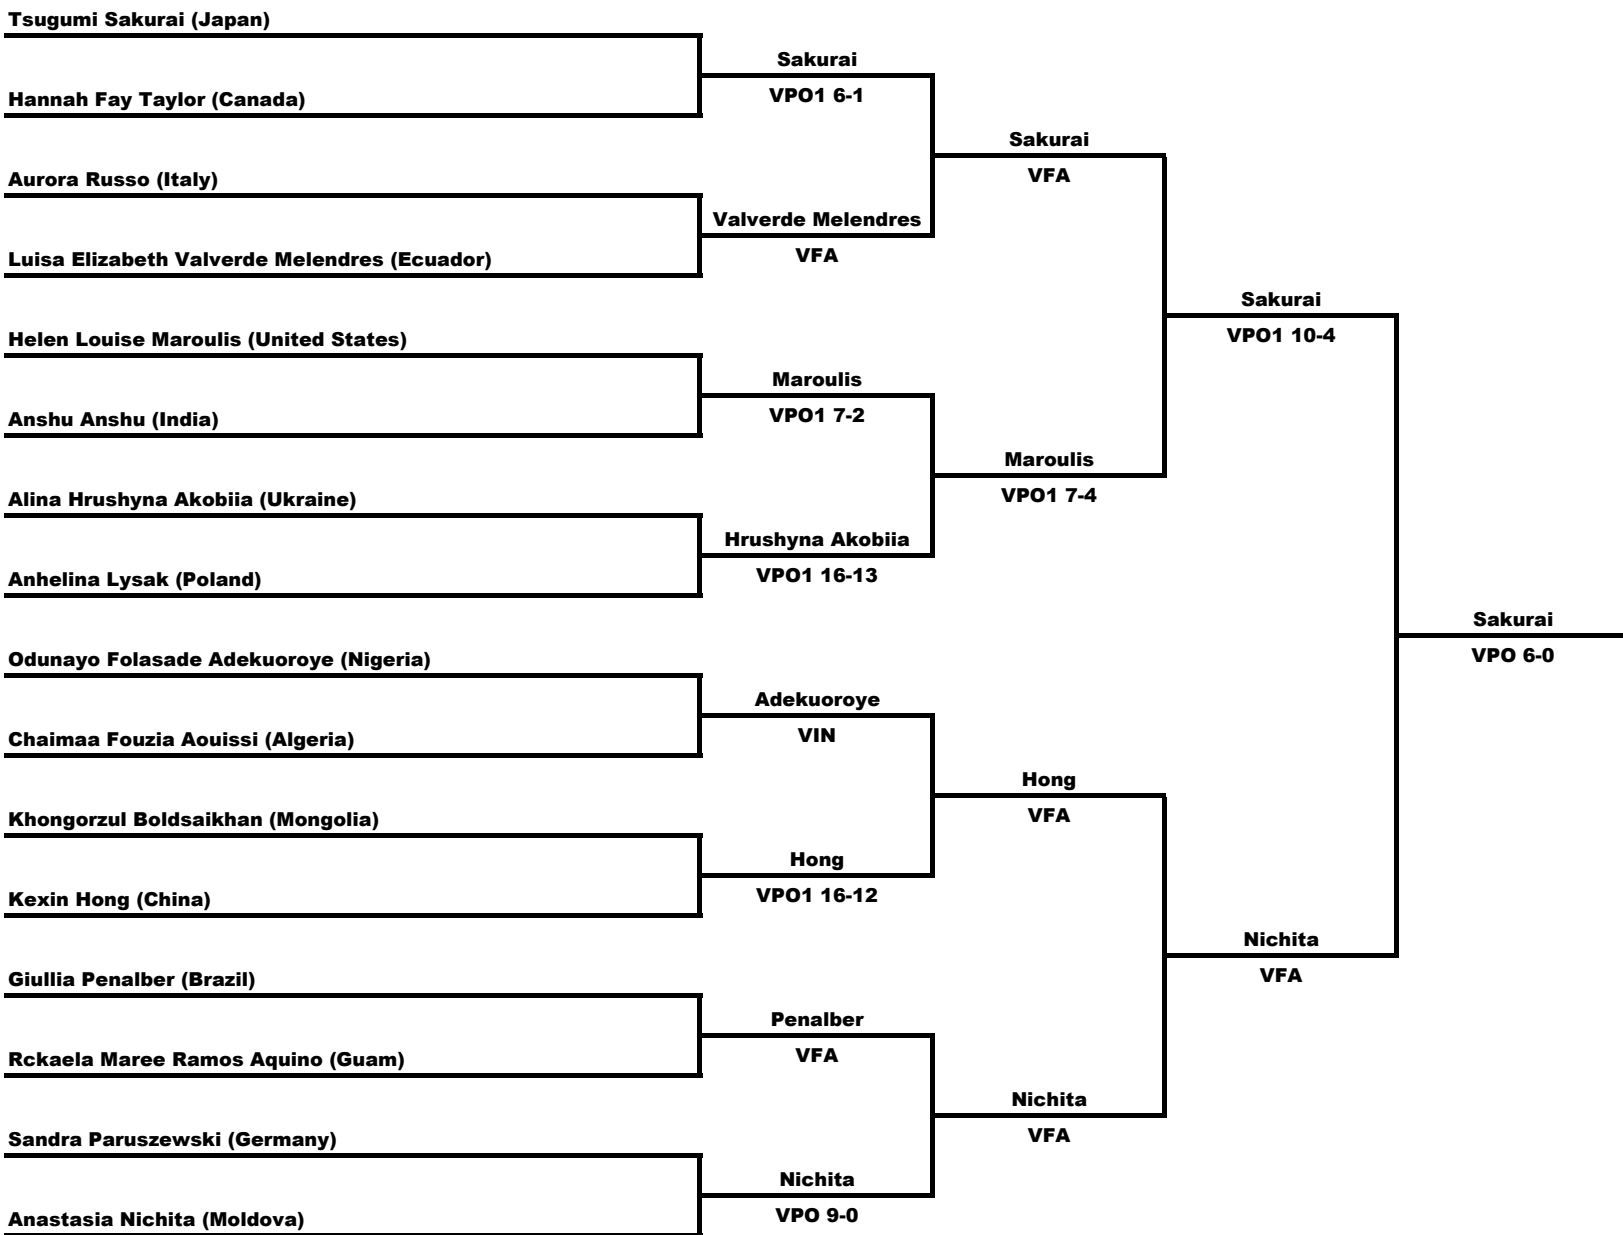 Tsugumi Sakurai (Japan)
Sakurai
Hannah Fay Taylor (Canada)
VPO1 6-1
Sakurai
Aurora Russo (Italy)
VFA
Valverde Melendres
Luisa Elizabeth Valverde Melendres (Ecuador)
VFA
Sakurai
Helen Louise Maroulis (United States)
VPO1 10-4
Maroulis
Anshu Anshu (India)
VPO1 7-2
Maroulis
Alina Hrushyna Akobiia (Ukraine)
VPO1 7-4
Hrushyna Akobiia
Anhelina Lysak (Poland)
VPO1 16-13
Sakurai
Odunayo Folasade Adekuoroye (Nigeria)
VPO 6-0
Adekuoroye
Chaimaa Fouzia Aouissi (Algeria)
VIN
Hong
Khongorzul Boldsaikhan (Mongolia)
VFA
Hong
Kexin Hong (China)
VPO1 16-12
Nichita
Giullia Penalber (Brazil)
VFA
Penalber
Rckaela Maree Ramos Aquino (Guam)
VFA
Nichita
Sandra Paruszewski (Germany)
VFA
Nichita
Anastasia Nichita (Moldova)
VPO 9-0